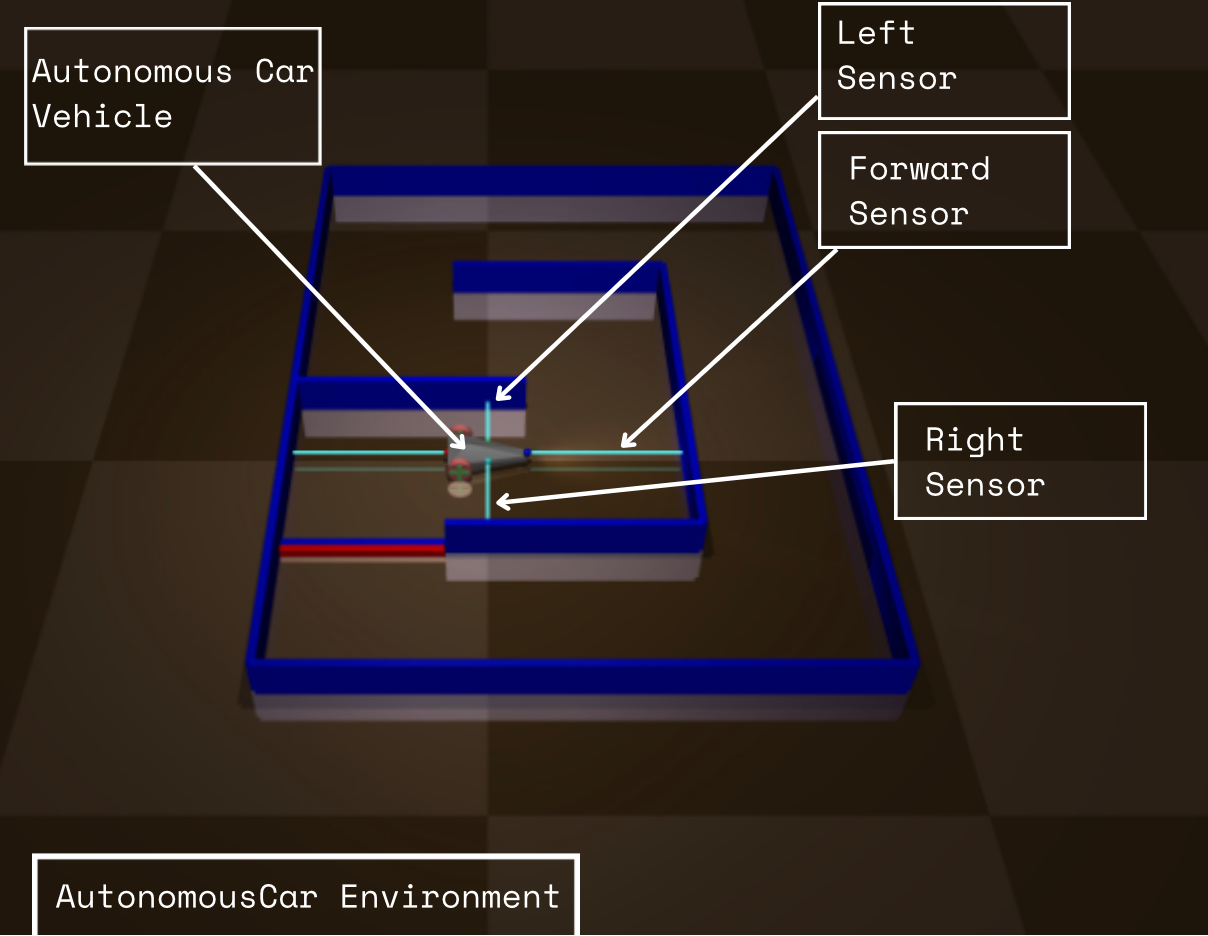 Autonomous Car
Vehicle
Left
Sensor
Forward
Sensor
Right
Sensor
AutonomousCar Environment